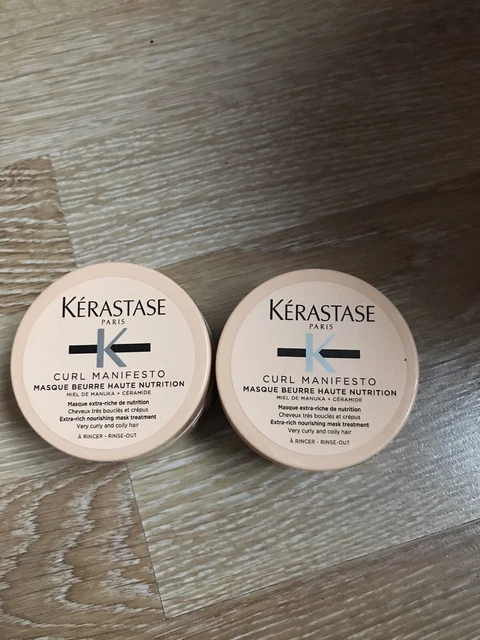 KÉRASTASE
PARIS
K
CURL MANIFESTO
MASQUE BEURRE HAUTE NUTRITION
MIEL DE MANUKA + CÉRAMIDE
Masque extra-riche de nutrition
Cheveux très bouclés et crépus
Extra-rich nourishing mask treatment
Very curly and coily hair
À RINCER - RINSE-OUT
KÉRASTASE
PARIS
K
CURL MANIFESTO
MASQUE BEURRE HAUTE NUTRITION
MIEL DE MANUKA + CÉRAMIDE
Masque extra-riche de nutrition
Cheveux très bouclés et crépus
Extra-rich nourishing mask treatment
Very curly and coily hair
À RINCER - RINSE-OUT